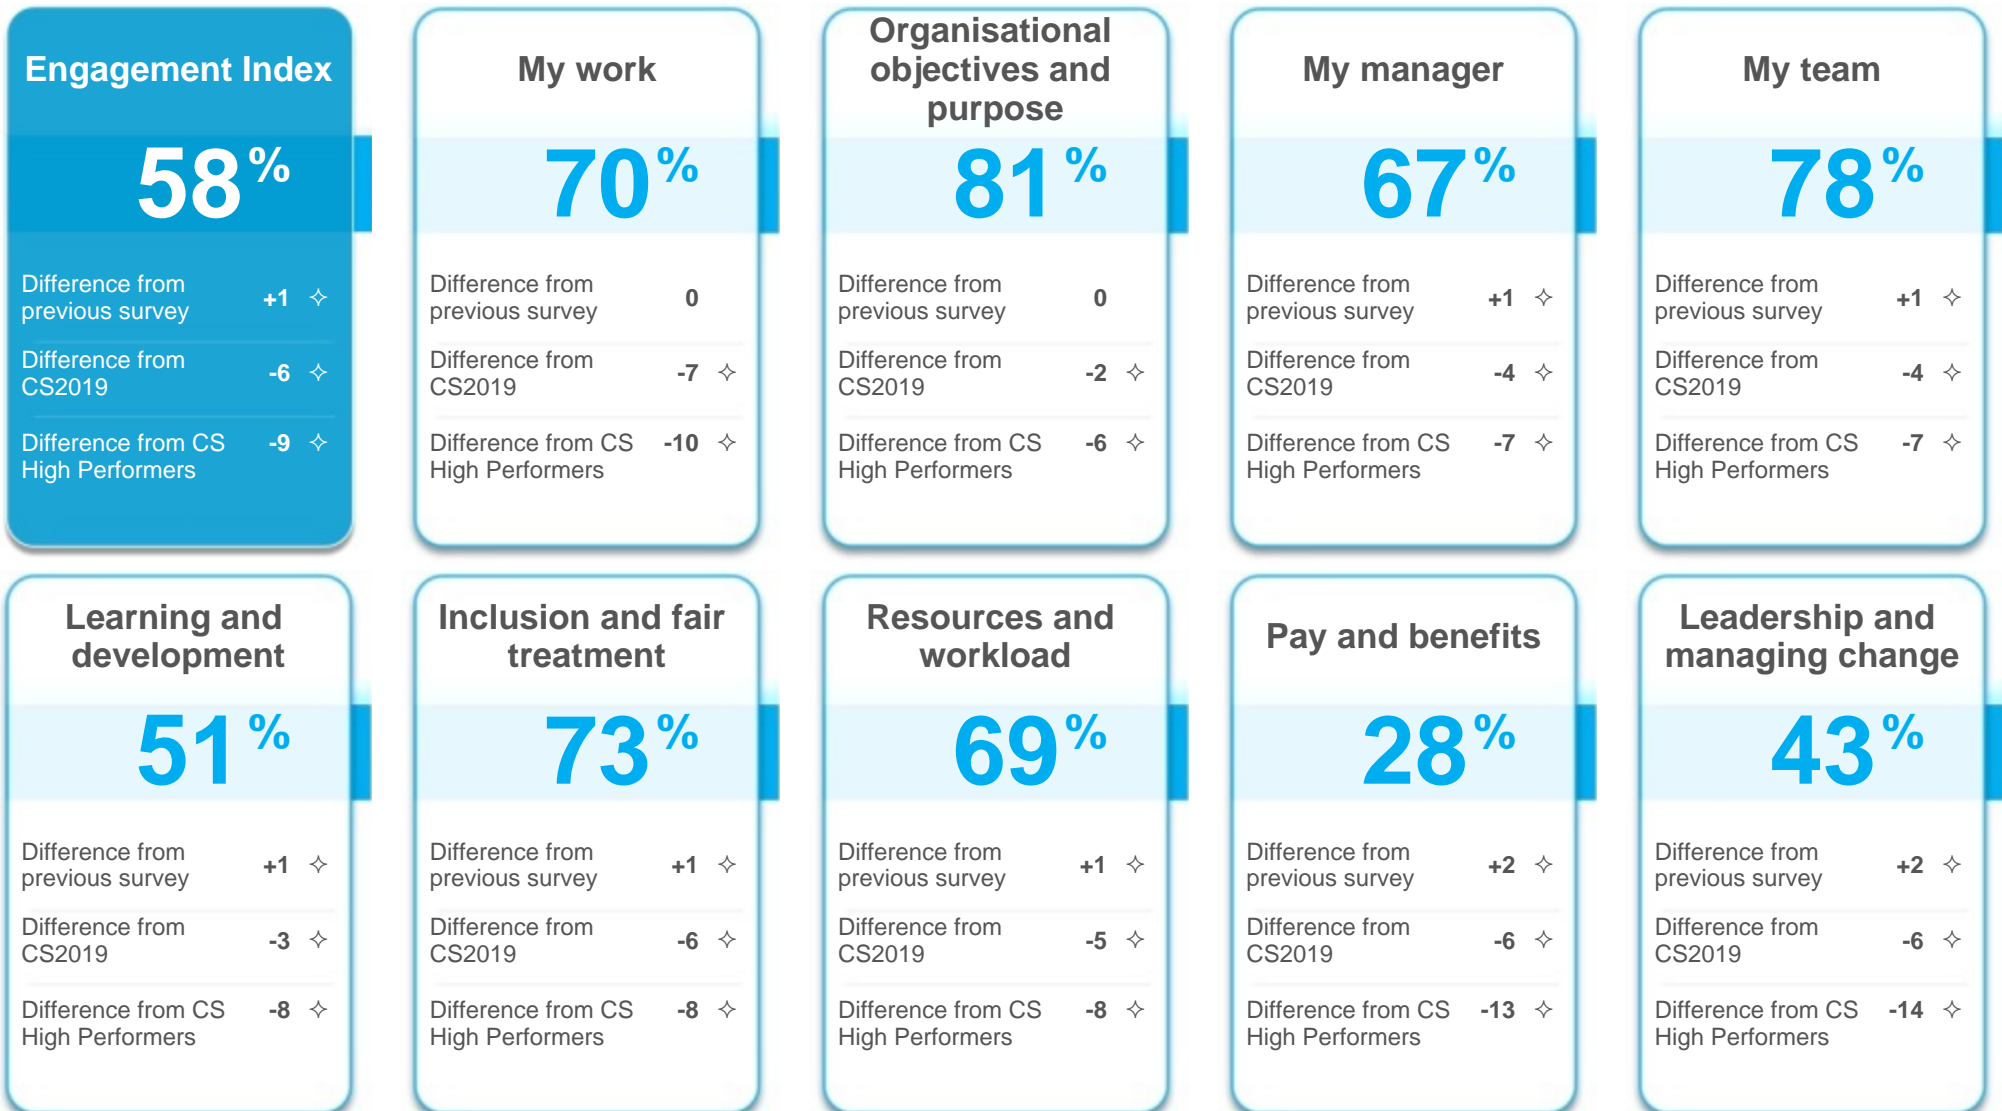 Engagement Index
58%
Difference from
previous survey
+1 ✧
Difference from
CS2019
-6 ✧
Difference from CS
High Performers
-9 ✧
My work
70%
Difference from
previous survey
0
Difference from
CS2019
-7 ✧
Difference from CS
High Performers
-10 ✧
Organisational
objectives and
purpose
81%
Difference from
previous survey
0
Difference from
CS2019
-2 ✧
Difference from CS
High Performers
-6 ✧
My manager
67%
Difference from
previous survey
+1 ✧
Difference from
CS2019
-4 ✧
Difference from CS
High Performers
-7 ✧
My team
78%
Difference from
previous survey
+1 ✧
Difference from
CS2019
-4 ✧
Difference from CS
High Performers
-7 ✧
Learning and
development
51%
Difference from
previous survey
+1 ✧
Difference from
CS2019
-3 ✧
Difference from CS
High Performers
-8 ✧
Inclusion and fair
treatment
73%
Difference from
previous survey
+1 ✧
Difference from
CS2019
-6 ✧
Difference from CS
High Performers
-8 ✧
Resources and
workload
69%
Difference from
previous survey
+1 ✧
Difference from
CS2019
-5 ✧
Difference from CS
High Performers
-8 ✧
Pay and benefits
28%
Difference from
previous survey
+2 ✧
Difference from
CS2019
-6 ✧
Difference from CS
High Performers
-13 ✧
Leadership and
managing change
43%
Difference from
previous survey
+2 ✧
Difference from
CS2019
-6 ✧
Difference from CS
High Performers
-14 ✧